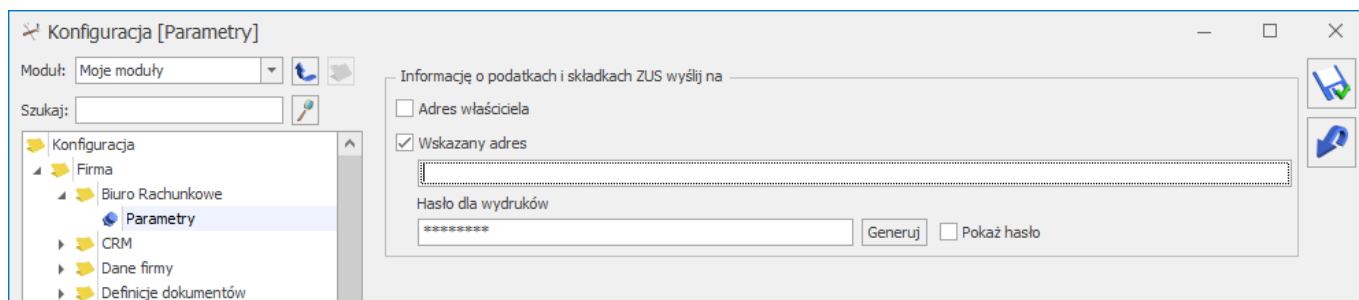 Konfiguracja [Parametry]
Moduł: Moje moduły
Szukaj:
Konfiguracja
Firma
Biuro Rachunkowe
Parametry
CRM
Dane firmy
Definicje dokumentów
Informację o podatkach i składkach ZUS wyślij na
Adres właściciela
Wskazany adres
Hasło dla wydruków
******** Generuj Pokaż hasło